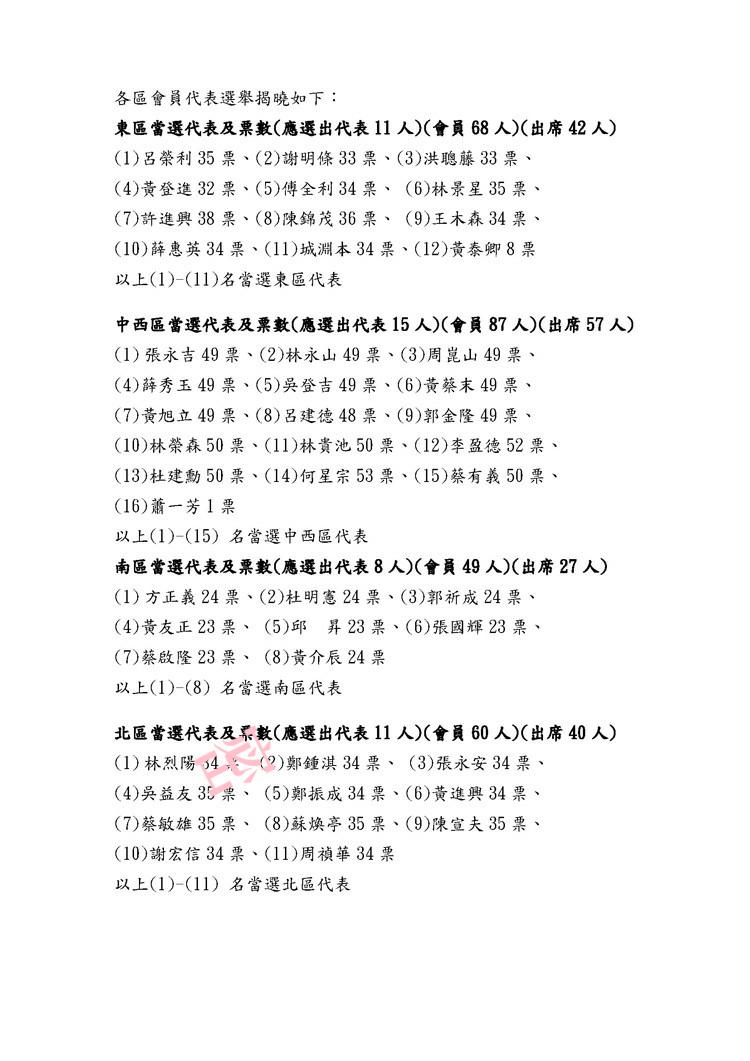 各區會員代表選舉揭曉如下：
東區當選代表及票數(應選出代表 11 人)(會員 68 人)(出席 42 人)
(1)呂榮利 35 票、(2)謝明條 33 票、(3)洪聰藤 33 票、
(4)黃登進 32 票、(5)傅全利 34 票、 (6)林景星 35 票、
(7)許進興 38 票、(8)陳錦茂 36 票、 (9)王木森 34 票、
(10)薛惠英 34 票、(11)城淵本 34 票、(12)黃泰卿 8 票
以上(1)-(11)名當選東區代表
中西區當選代表及票數(應選出代表 15 人)(會員 87 人)(出席 57 人)
(1) 張永吉 49 票、(2)林永山 49 票、(3)周崑山 49 票、
(4)薛秀玉 49 票、(5)吳登吉 49 票、(6)黃蔡末 49 票、
(7)黃旭立 49 票、(8)呂建德 48 票、(9)郭金隆 49 票、
(10)林榮森 50 票、(11)林貴池 50 票、(12)李盈德 52 票、
(13)杜建勳 50 票、(14)何星宗 53 票、(15)蔡有義 50 票、
(16)蕭一芳 1 票
以上(1)-(15) 名當選中西區代表
南區當選代表及票數(應選出代表 8 人)(會員 49 人)(出席 27 人)
(1) 方正義 24 票、(2)杜明憲 24 票、(3)郭祈成 24 票、
(4)黃友正 23 票、 (5)邱　昇 23 票、(6)張國輝 23 票、
(7)蔡啟隆 23 票、 (8)黃介辰 24 票
以上(1)-(8) 名當選南區代表
北區當選代表及票數(應選出代表 11 人)(會員 60 人)(出席 40 人)
(1) 林烈陽 34 票、(2)鄭鍾淇 34 票、 (3)張永安 34 票、
(4)吳益友 35 票、 (5)鄭振成 34 票、(6)黃進興 34 票、
(7)蔡敏雄 35 票、 (8)蘇煥亭 35 票、(9)陳宣夫 35 票、
(10)謝宏信 34 票、(11)周禎華 34 票
以上(1)-(11) 名當選北區代表